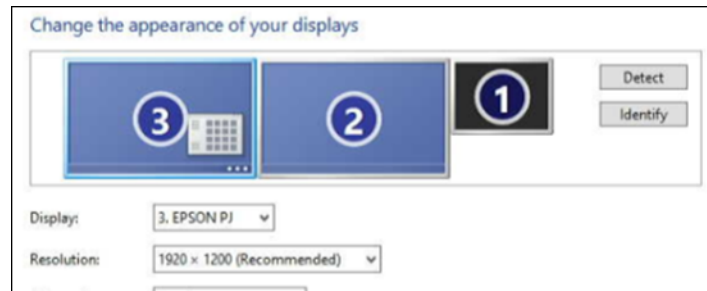 Change the appearance of your displays
3
2
1
Detect
Identify
Display:
3. EPSON PJ
Resolution:
1920 × 1200 (Recommended)